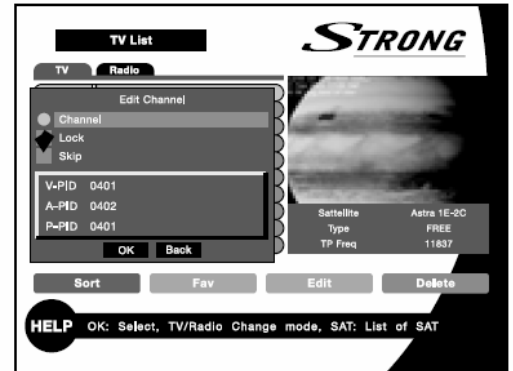 TV List
STRONG
TV Radio
Edit Channel
Channel
Lock
Skip
V-PID 0401
A-PID 0402
P-PID 0401
OK Back
Sattellite Astra 1E-2C
Type FREE
TP Freq 11837
Sort Fav Edit Delete
HELP OK: Select, TV/Radio Change mode, SAT: List of SAT